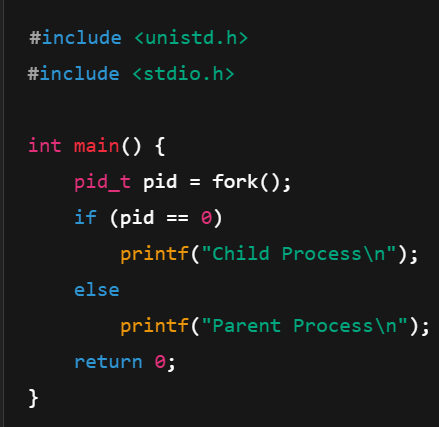 #include <unistd.h>
#include <stdio.h>

int main() {
    pid_t pid = fork();
    if (pid == 0)
        printf("Child Process\n");
    else
        printf("Parent Process\n");
    return 0;
}